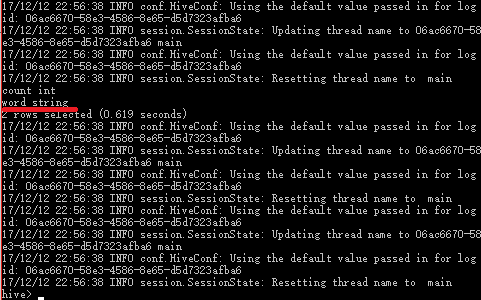 17/12/12 22:56:38 INFO conf.HiveConf: Using the default value passed in for log
id: 06ac6670-58e3-4586-8e65-d5d7323afba6
17/12/12 22:56:38 INFO session.SessionState: Updating thread name to 06ac6670-58
e3-4586-8e65-d5d7323afba6 main
17/12/12 22:56:38 INFO conf.HiveConf: Using the default value passed in for log
id: 06ac6670-58e3-4586-8e65-d5d7323afba6
17/12/12 22:56:38 INFO session.SessionState: Resetting thread name to  main
count int
word string
2 rows selected (0.619 seconds)
17/12/12 22:56:38 INFO conf.HiveConf: Using the default value passed in for log
id: 06ac6670-58e3-4586-8e65-d5d7323afba6
17/12/12 22:56:38 INFO session.SessionState: Updating thread name to 06ac6670-58
e3-4586-8e65-d5d7323afba6 main
17/12/12 22:56:38 INFO conf.HiveConf: Using the default value passed in for log
id: 06ac6670-58e3-4586-8e65-d5d7323afba6
17/12/12 22:56:38 INFO session.SessionState: Resetting thread name to  main
17/12/12 22:56:38 INFO conf.HiveConf: Using the default value passed in for log
id: 06ac6670-58e3-4586-8e65-d5d7323afba6
17/12/12 22:56:38 INFO session.SessionState: Updating thread name to 06ac6670-58
e3-4586-8e65-d5d7323afba6 main
17/12/12 22:56:38 INFO conf.HiveConf: Using the default value passed in for log
id: 06ac6670-58e3-4586-8e65-d5d7323afba6
17/12/12 22:56:38 INFO session.SessionState: Resetting thread name to  main
hive>